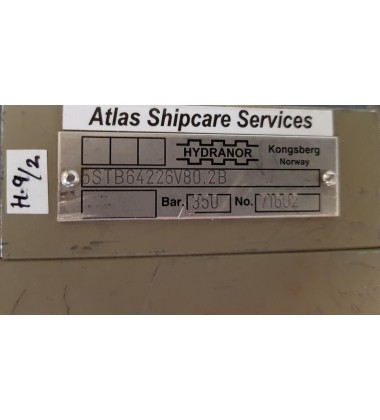 Atlas Shipcare Services
HYDRANOR Kongsberg
Norway
5STB64226V80.2B
Bar. 350 No. 71602
H-9/2